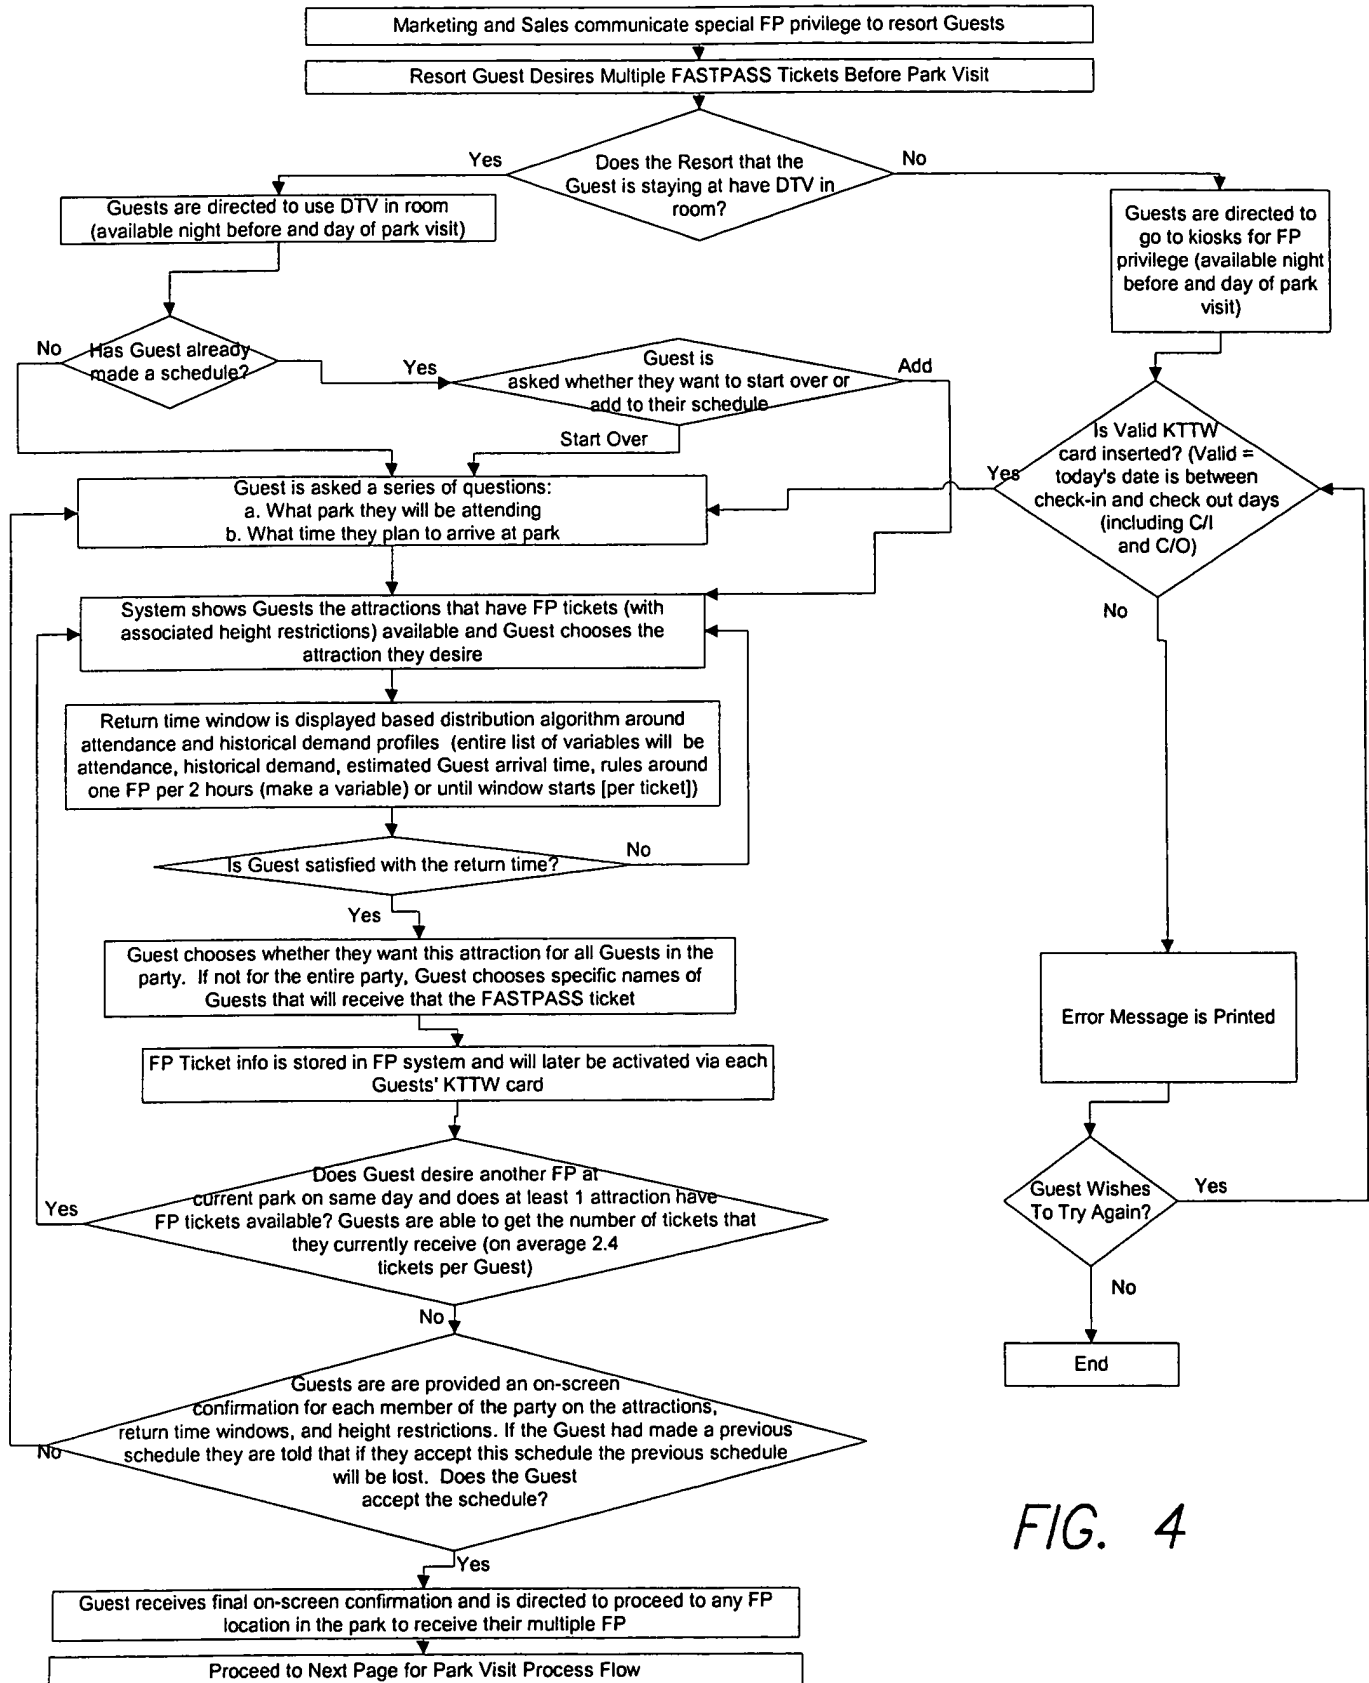 Marketing and Sales communicate special FP privilege to resort Guests
Resort Guest Desires Multiple FASTPASS Tickets Before Park Visit
Yes
Does the Resort that the
Guest is staying at have DTV in
room?
No
Guests are directed to use DTV in room
(available night before and day of park visit)
Guests are directed to
go to kiosks for FP
privilege (available night
before and day of park
visit)
No
Has Guest already
made a schedule?
Yes
Guest is
asked whether they want to start over or
add to their schedule
Add
Start Over
Is Valid KTTW
card inserted? (Valid =
today's date is between
check-in and check out days
(including C/I
and C/O)
Yes
No
Guest is asked a series of questions:
a. What park they will be attending
b. What time they plan to arrive at park
System shows Guests the attractions that have FP tickets (with
associated height restrictions) available and Guest chooses the
attraction they desire
Return time window is displayed based distribution algorithm around
attendance and historical demand profiles (entire list of variables will be
attendance, historical demand, estimated Guest arrival time, rules around
one FP per 2 hours (make a variable) or until window starts [per ticket])
Is Guest satisfied with the return time?
No
Yes
Guest chooses whether they want this attraction for all Guests in the
party. If not for the entire party, Guest chooses specific names of
Guests that will receive that the FASTPASS ticket
Error Message is Printed
FP Ticket info is stored in FP system and will later be activated via each
Guests' KTTW card
Does Guest desire another FP at
current park on same day and does at least 1 attraction have
FP tickets available? Guests are able to get the number of tickets that
they currently receive (on average 2.4
tickets per Guest)
Yes
No
Guest Wishes
To Try Again?
Yes
No
End
Guests are are provided an on-screen
confirmation for each member of the party on the attractions,
return time windows, and height restrictions. If the Guest had made a previous
schedule they are told that if they accept this schedule the previous schedule
will be lost. Does the Guest
accept the schedule?
No
Yes
FIG. 4
Guest receives final on-screen confirmation and is directed to proceed to any FP
location in the park to receive their multiple FP
Proceed to Next Page for Park Visit Process Flow